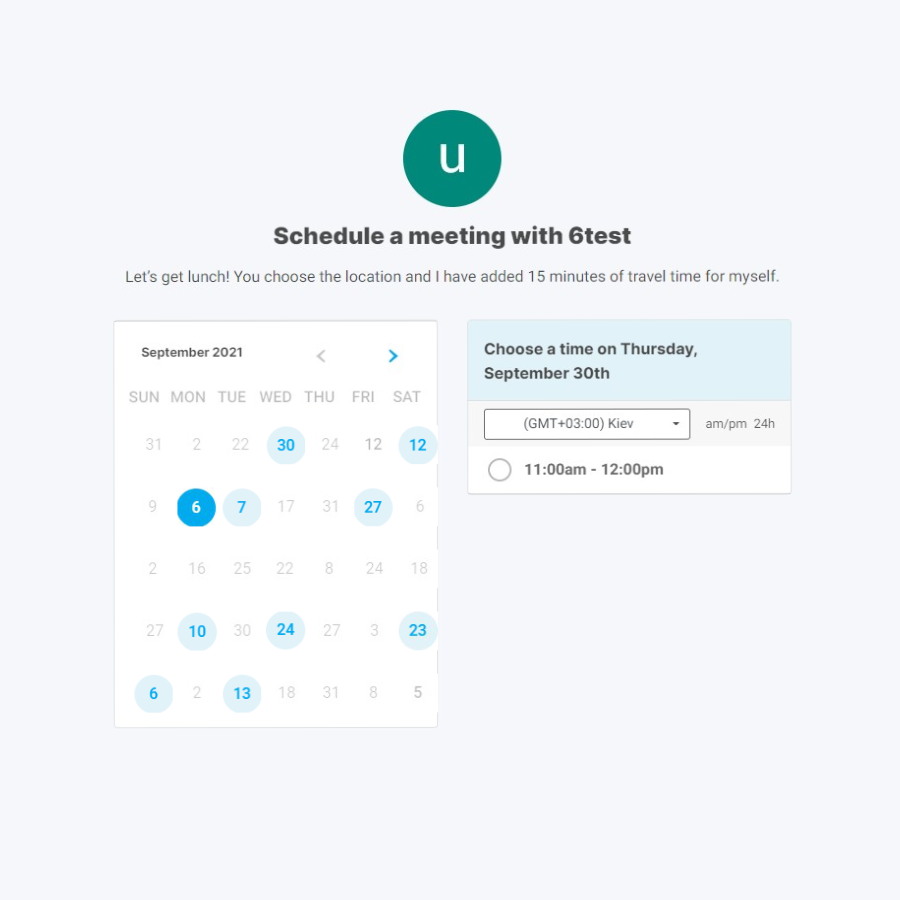 u
Schedule a meeting with 6test
Let's get lunch! You choose the location and I have added 15 minutes of travel time for myself.
September 2021
SUN MON TUE WED THU FRI SAT
31 2 22 30 24 12 12
9 6 7 17 31 27 6
2 16 25 22 8 24 18
27 10 30 24 27 3 23
6 2 13 18 31 8 5
Choose a time on Thursday,
September 30th
(GMT+03:00) Kiev am/pm 24h
11:00am - 12:00pm